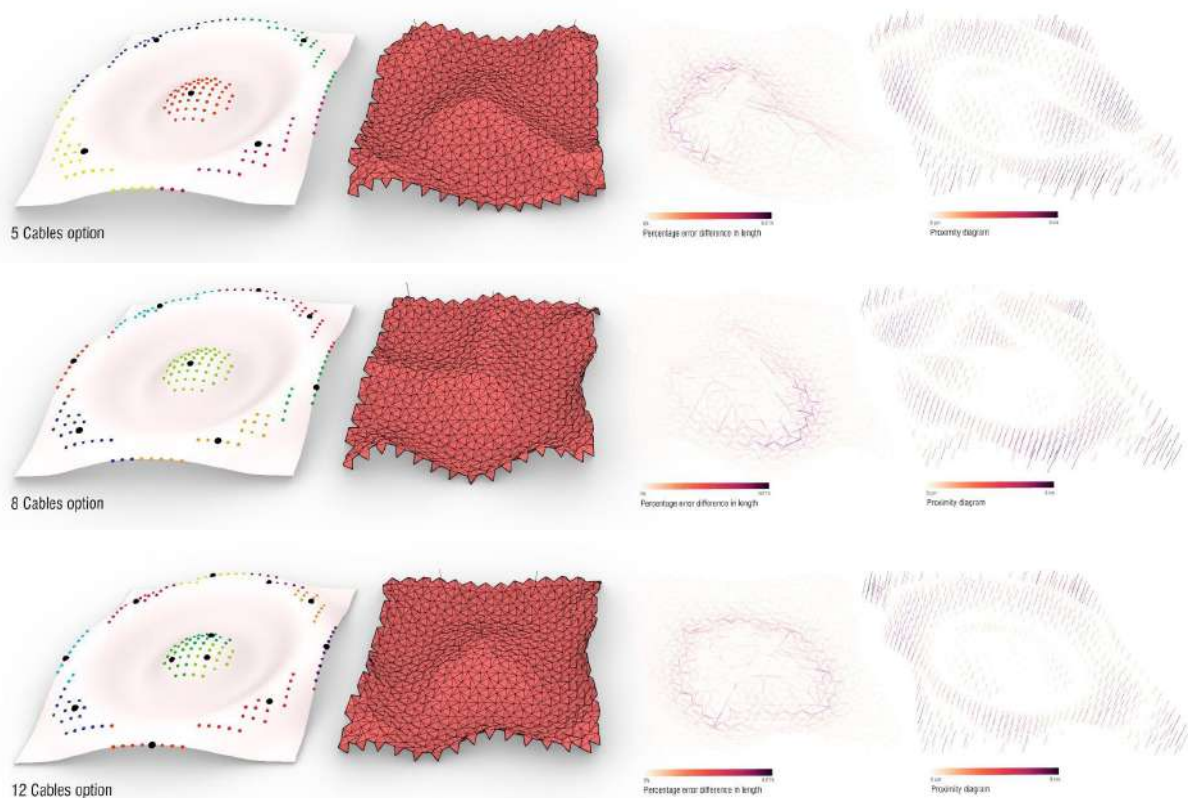 5 Cables option
Percentage error difference in length
Proximity diagram
8 Cables option
Percentage error difference in length
Proximity diagram
12 Cables option
Percentage error difference in length
Proximity diagram